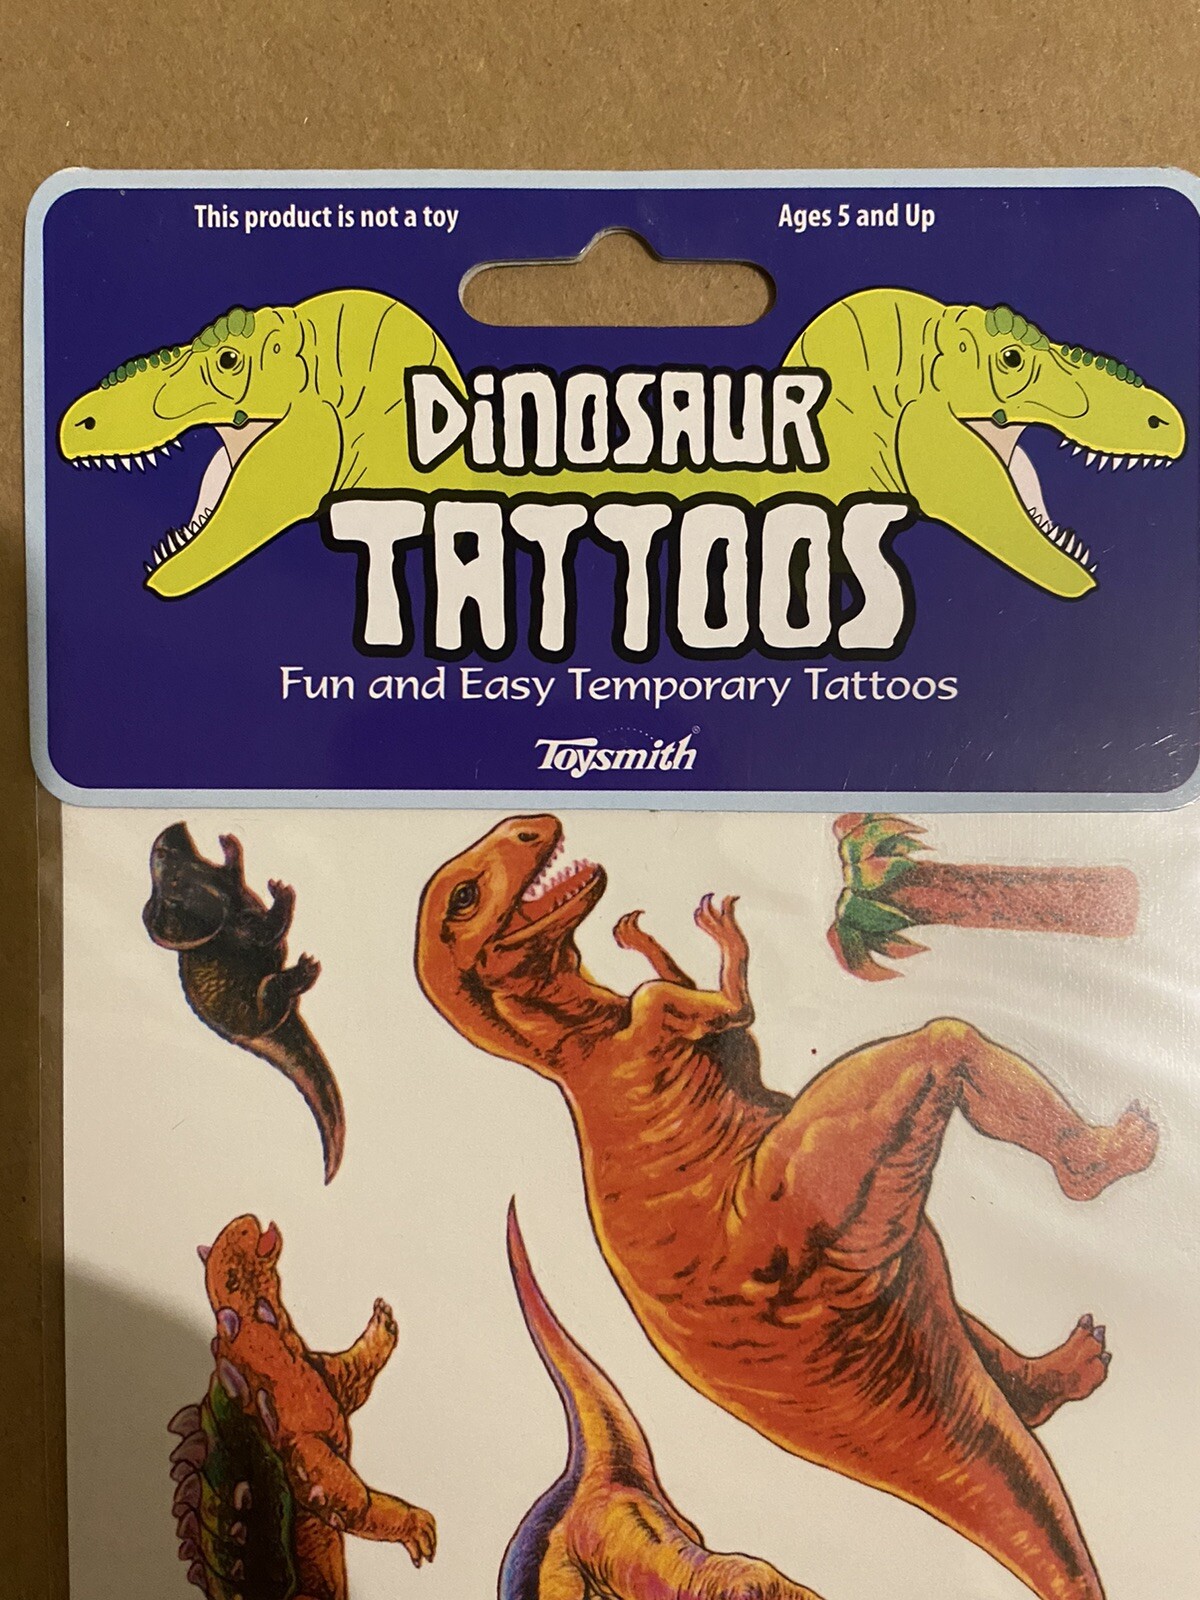 This product is not a toy
Ages 5 and Up
DiNOSAUR
TATTOOS
Fun and Easy Temporary Tattoos
Toysmith®